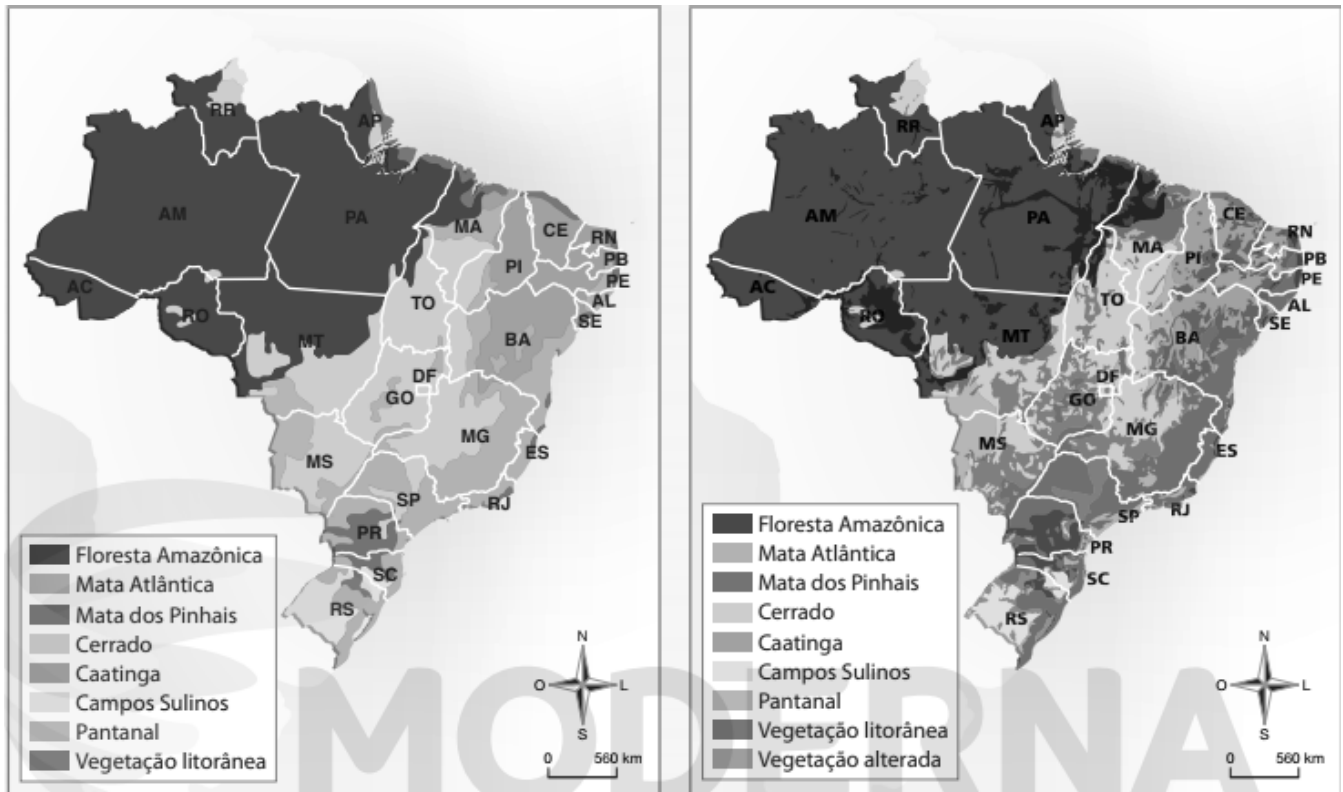 RR
AP
AM
PA
MA
CE
RN
PB
PE
AL
SE
PI
AC
RO
TO
MT
BA
DF
GO
MG
MS
ES
SP
RJ
PR
SC
RS
Floresta Amazônica
Mata Atlântica
Mata dos Pinhais
Cerrado
Caatinga
Campos Sulinos
Pantanal
Vegetação litorânea
N
O
L
S
0 560 km
RR
AP
AM
PA
MA
CE
RN
PB
PE
AL
SE
PI
AC
RO
TO
MT
BA
DF
GO
MG
MS
ES
SP
RJ
PR
SC
RS
Floresta Amazônica
Mata Atlântica
Mata dos Pinhais
Cerrado
Caatinga
Campos Sulinos
Pantanal
Vegetação litorânea
Vegetação alterada
N
O
L
S
0 560 km
MODERNA